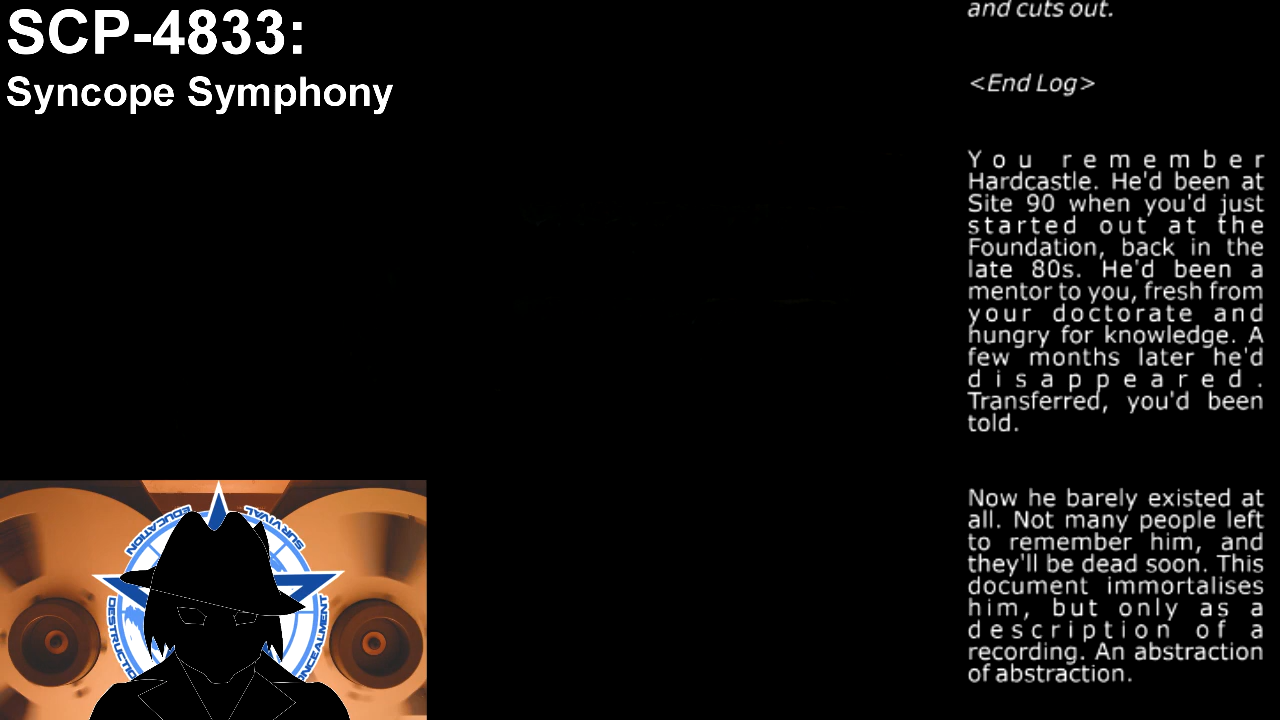 SCP-4833:
Syncope Symphony
and cuts out.
<End Log>
You remember
Hardcastle. He'd been at
Site 90 when you'd just
started out at the
Foundation, back in the
late 80s. He'd been a
mentor to you, fresh from
your doctorate and
hungry for knowledge. A
few months later he'd
disappeared.
Transferred, you'd been
told.
Now he barely existed at
all. Not many people left
to remember him, and
they'll be dead soon. This
document immortalises
him, but only as a
description of a
recording. An abstraction
of abstraction.
EDUCATION
SURVIVAL